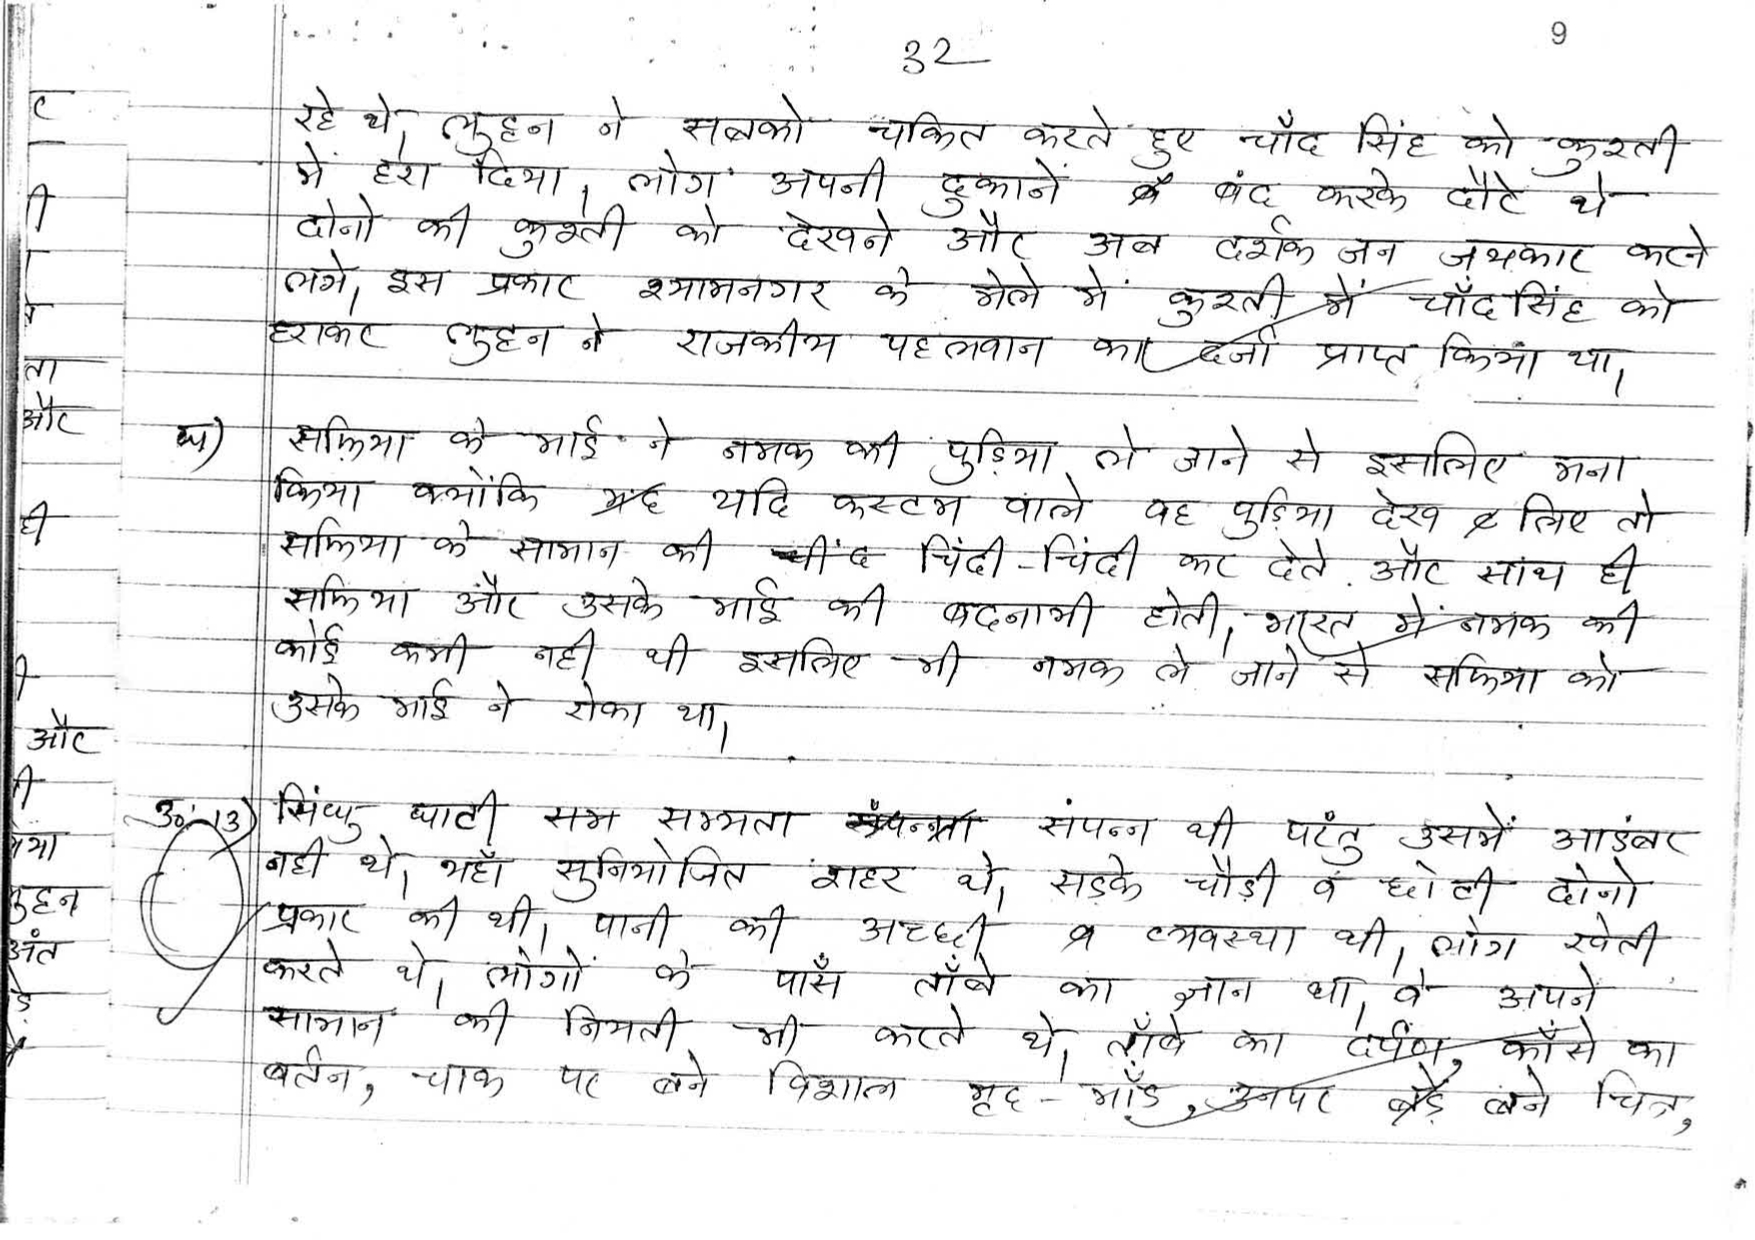 9
32
रहे थे, लुट्टन ने सबको चकित करते हुए चाँद सिंह को कुश्ती
में हरा दिया, लोग अपनी दुकानें बंद करके दौटे थे
दोनो की कुश्ती को देखने और अब दर्शक जन जयकार करने
लगे, इस प्रकार श्यामनगर के मेले में कुश्ती में चाँदसिंह को
हराकर लुट्टन ने राजकीय पहलवान का दर्जा प्राप्त किया था,
घ) सफ़िया के भाई ने नमक की पुड़िया ले जाने से इसलिए मना
किया क्योंकि यदि कस्टम वाले वह पुड़िया देख लिए तो
सफिया के सामान की चिंदी-चिंदी कर देते और साथ ही
सफिया और उसके भाई की बदनामी होती, भारत में नमक की
कोई कमी नही थी इसलिए भी नमक ले जाने से सफिया को
उसके भाई ने रोका था,
उ० 13) सिंधु घाटी सभ सभ्यता संपन्न थी परंतु उसमें आडंबर
नही थे, यहाँ सुनियोजित शहर थे, सड़के चौड़ी व छोटी दोनो
प्रकार की थी, पानी की अच्छी व्यवस्था थी, लोग खेती
करते थे, लोगों के पास ताँबे का ज्ञान था, वे अपने
सामान की निमती भी करते थे, ताँबे का दर्पण, काँसे का
बर्तन, चाक पर बने विशाल मृद-भाँड, उनपर बने चित्र,
ी
ता
और
ही
ी
और
ी
अंत